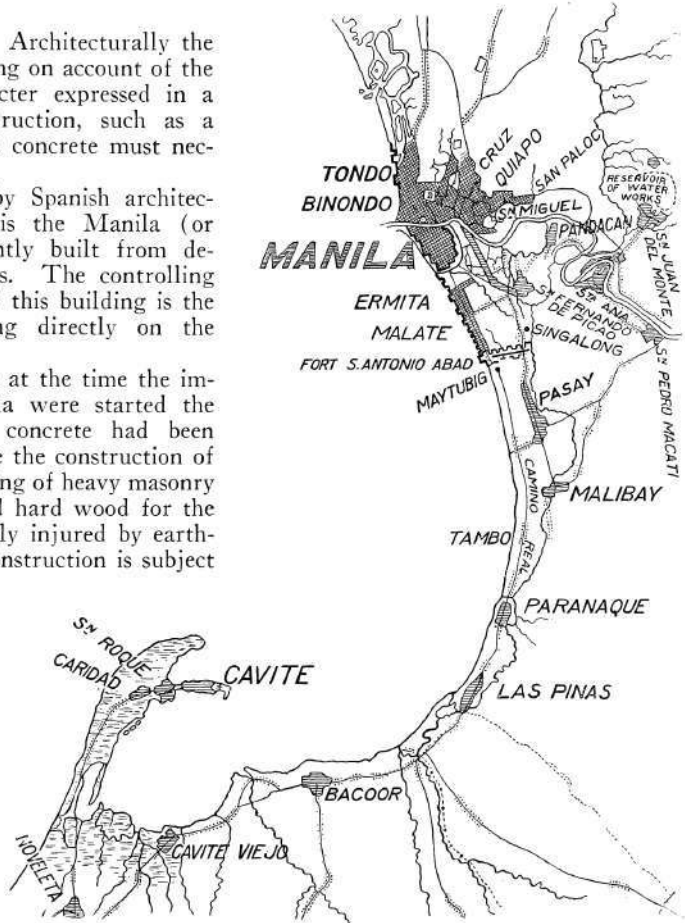 Architecturally the
ng on account of the
cter expressed in a
ruction, such as a
concrete must nec-
by Spanish architec-
is the Manila (or
ntly built from de-
s. The controlling
this building is the
ng directly on the
at the time the im-
a were started the
concrete had been
e the construction of
ng of heavy masonry
d hard wood for the
ly injured by earth-
nstruction is subject
TONDO
BINONDO
CRUZ
QUIAPO
SAN PALOC
SN MIGUEL
PANDACAN
RESERVOIR
OF WATER
WORKS
SN JUAN
DEL MONTE
MANILA
ERMITA
MALATE
FORT S. ANTONIO ABAD
MAYTUBIG
STA ANA
SN FERNANDO
DE PICAO
SINGALONG
SN PEDRO MACATI
PASAY
CAMINO
REAL
MALIBAY
TAMBO
PARANAQUE
LAS PINAS
SN ROQUE
CARIDAD
CAVITE
BACOOR
CAVITE VIEJO
NOVELETA